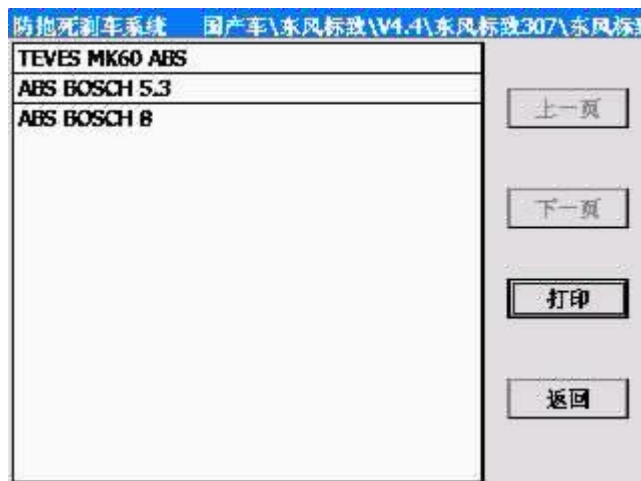 防抱死刹车系统 国产车\东风标致\V4.4\东风标致307\东风标致
TEVES MK60 ABS
ABS BOSCH 5.3
ABS BOSCH 8
上一页
下一页
打印
返回